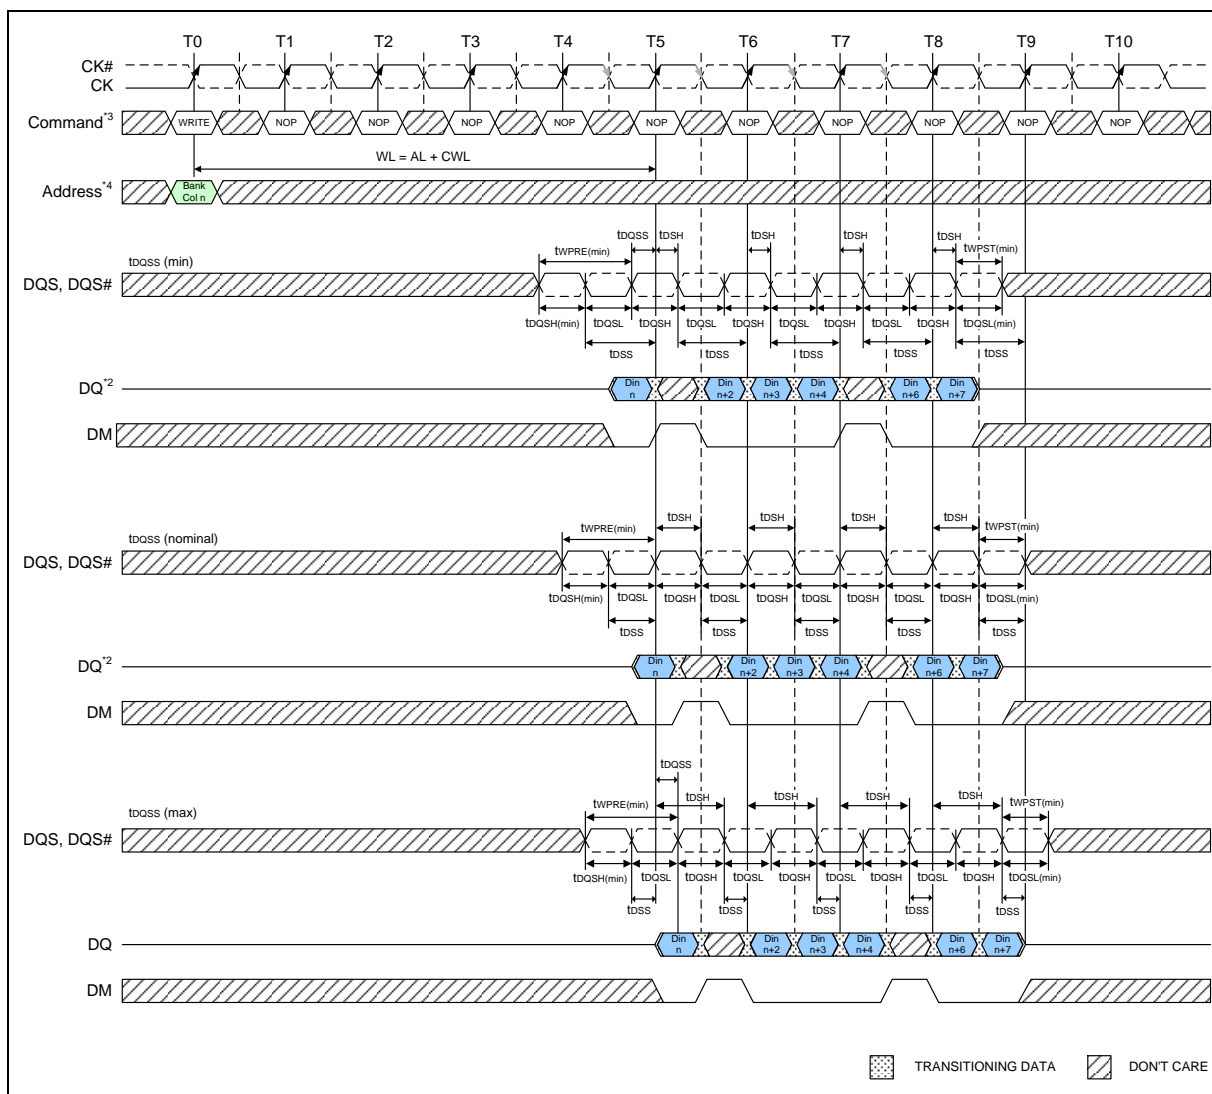 T0 T1 T2 T3 T4 T5 T6 T7 T8 T9 T10
CK#
CK
Command*3 WRITE NOP NOP NOP NOP NOP NOP NOP NOP NOP NOP
WL = AL + CWL
Address*4 Bank
Col n
tDQSS tDSH tDSH tDSH tDSH
tDQSS (min) tWPRE(min) tWPST(min)
DQS, DQS#
tDQSH(min) tDQSL tDQSH tDQSL tDQSH tDQSL tDQSH tDQSL tDQSH tDQSL(min)
tDSS tDSS tDSS tDSS tDSS
DQ*2 Din n Din n+2 Din n+3 Din n+4 Din n+6 Din n+7
DM
tDQSS (nominal) tWPRE(min) tDSH tDSH tDSH tDSH tWPST(min)
DQS, DQS#
tDQSH(min) tDQSL tDQSH tDQSL tDQSH tDQSL tDQSH tDQSL tDQSH tDQSL(min)
tDSS tDSS tDSS tDSS tDSS
DQ*2 Din n Din n+2 Din n+3 Din n+4 Din n+6 Din n+7
DM
tDQSS
tDQSS (max) tWPRE(min) tDSH tDSH tDSH tDSH tWPST(min)
DQS, DQS#
tDQSH(min) tDQSL tDQSH tDQSL tDQSH tDQSL tDQSH tDQSL tDQSH tDQSL(min)
tDSS tDSS tDSS tDSS tDSS
DQ Din n Din n+2 Din n+3 Din n+4 Din n+6 Din n+7
DM
TRANSITIONING DATA DON'T CARE